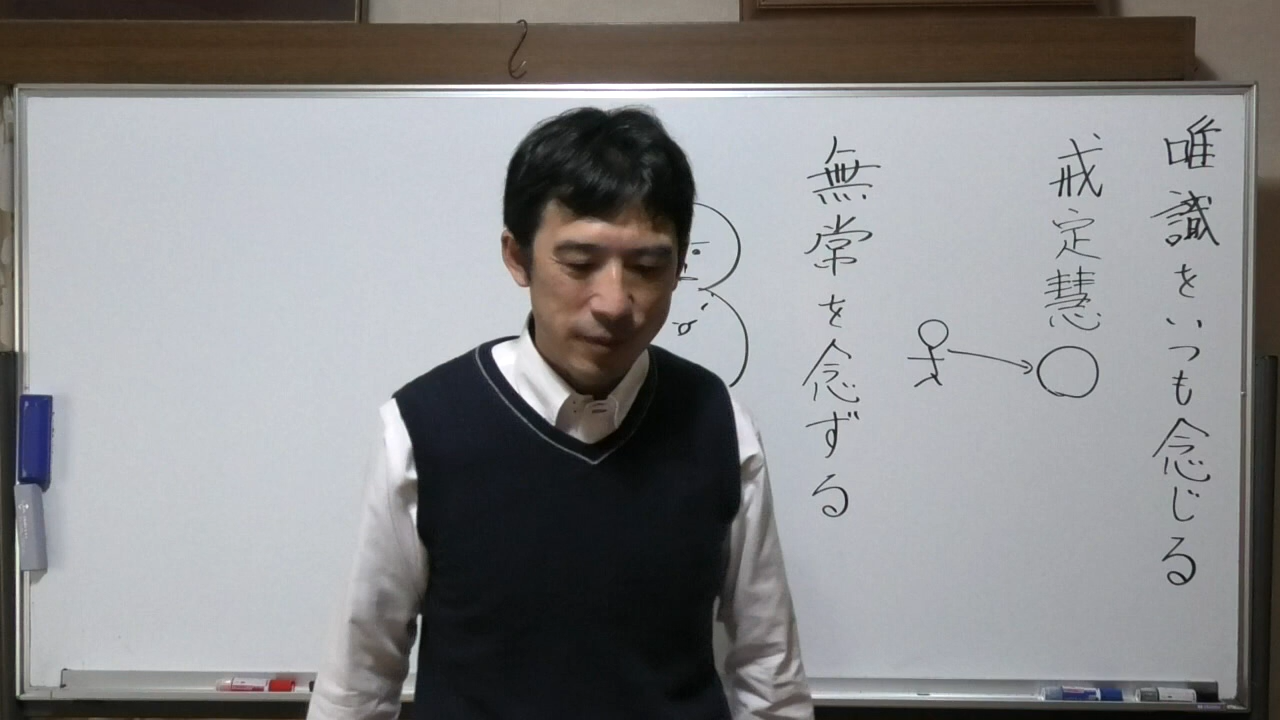 唯識をいつも念じる
戒定慧
無常を念ずる